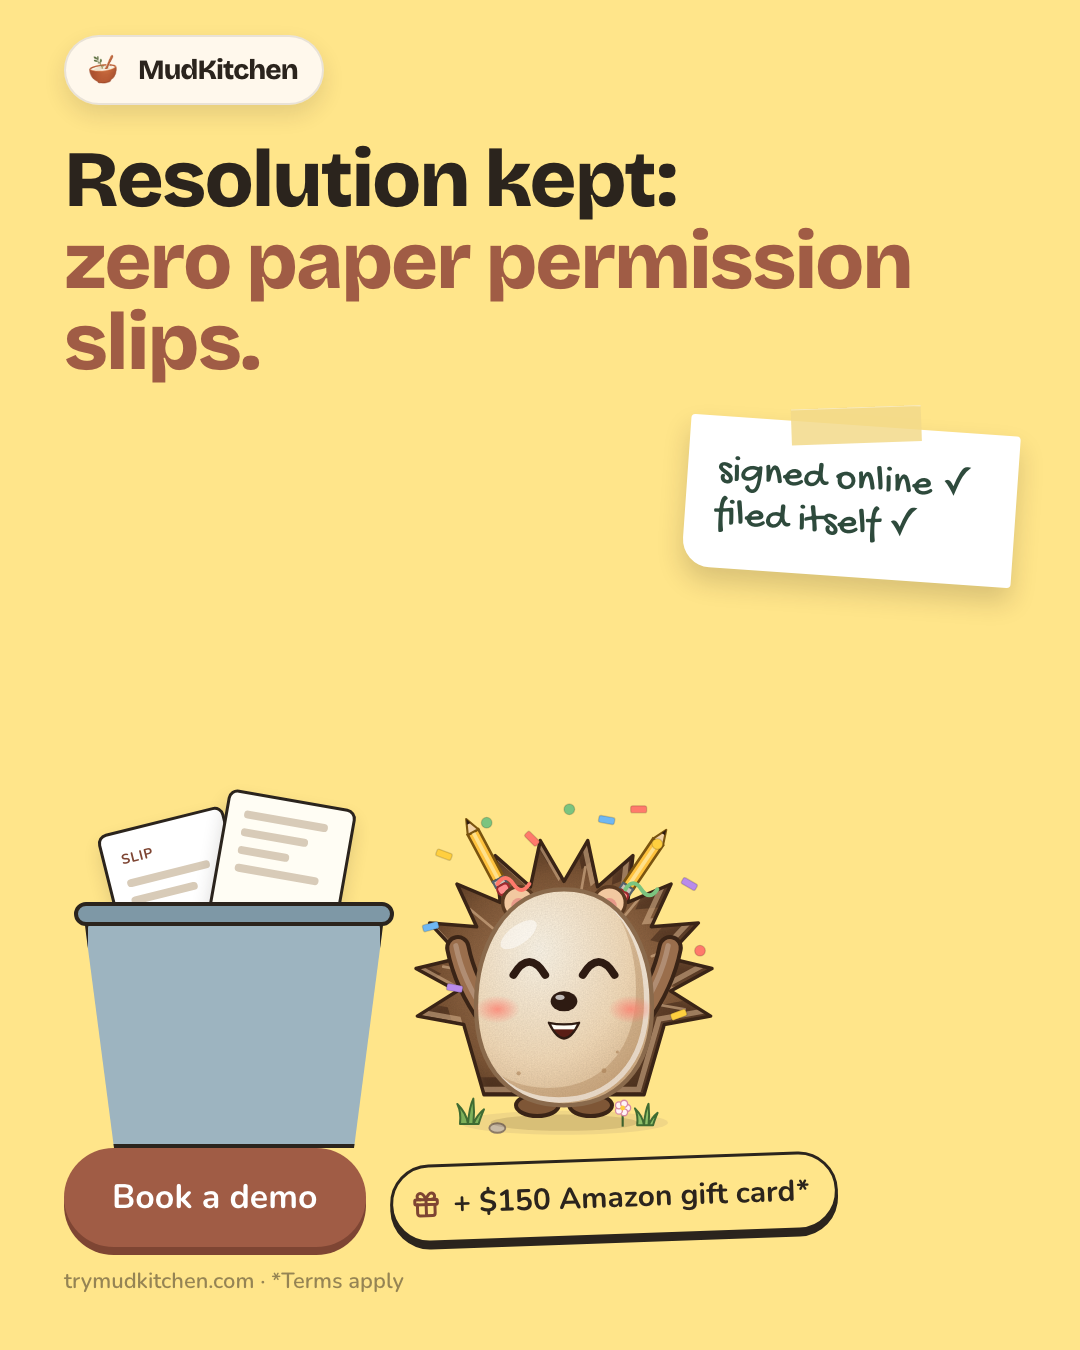 MudKitchen
Resolution kept:
zero paper permission
slips.
signed online ✓
filed itself ✓
SLIP
Book a demo
+ $150 Amazon gift card*
trymudkitchen.com · *Terms apply